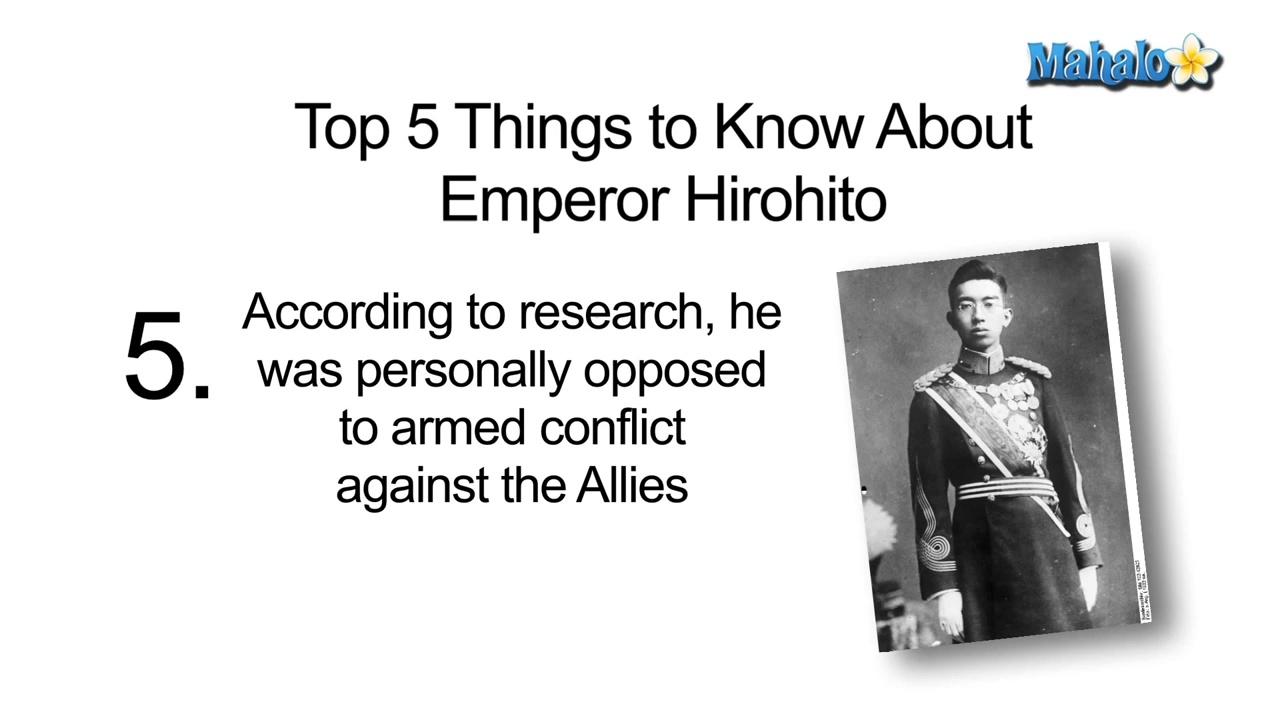 Mahalo
Top 5 Things to Know About
Emperor Hirohito
5.
According to research, he
was personally opposed
to armed conflict
against the Allies